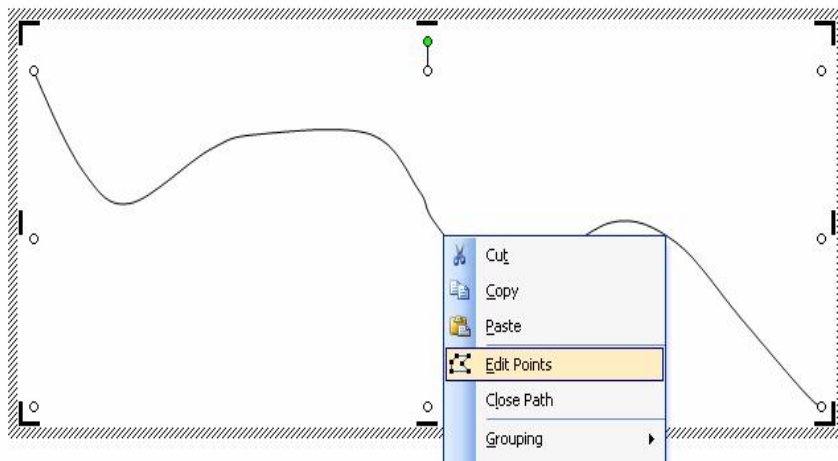 Cut
Copy
Paste
Edit Points
Close Path
Grouping